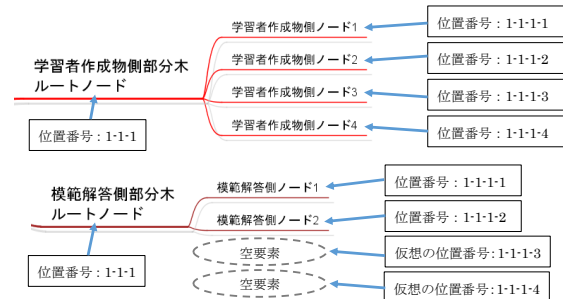 学習者作成物側ノード1
位置番号：1-1-1-1
学習者作成物側ノード2
位置番号：1-1-1-2
学習者作成物側部分木
ルートノード
学習者作成物側ノード3
位置番号：1-1-1-3
位置番号：1-1-1
学習者作成物側ノード4
位置番号：1-1-1-4
模範解答側ノード1
位置番号：1-1-1-1
模範解答側部分木
ルートノード
模範解答側ノード2
位置番号：1-1-1-2
空要素
仮想の位置番号:1-1-1-3
位置番号：1-1-1
空要素
仮想の位置番号:1-1-1-4